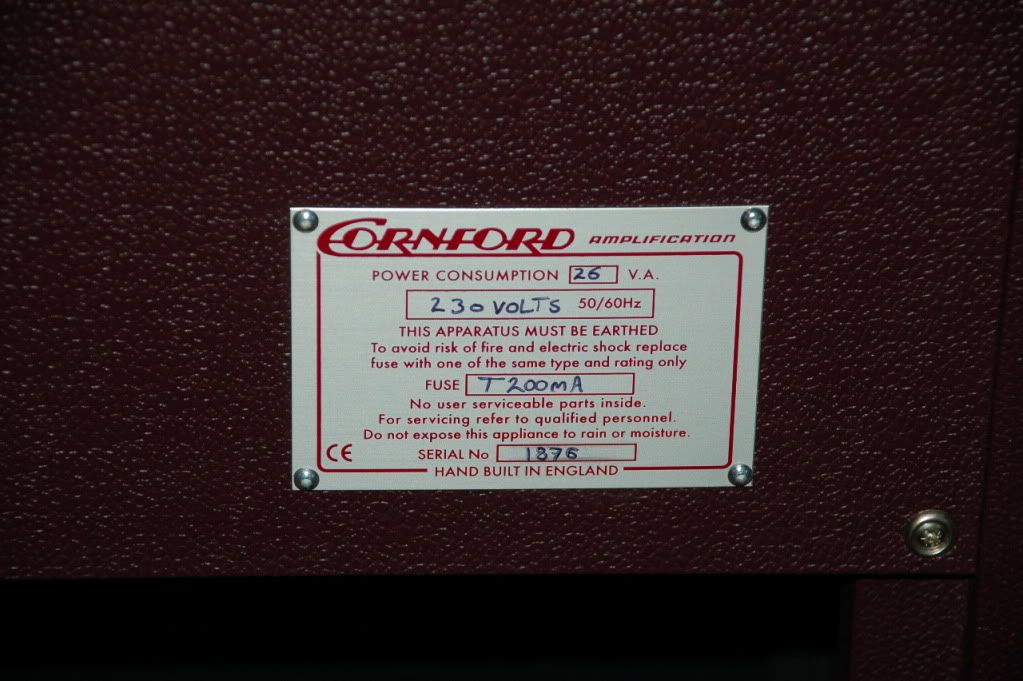 CORNFORD AMPLIFICATION
POWER CONSUMPTION 26 V.A.
230 VOLTS 50/60Hz
THIS APPARATUS MUST BE EARTHED
To avoid risk of fire and electric shock replace
fuse with one of the same type and rating only
FUSE T200mA
No user serviceable parts inside.
For servicing refer to qualified personnel.
Do not expose this appliance to rain or moisture.
CE SERIAL No 1876
HAND BUILT IN ENGLAND